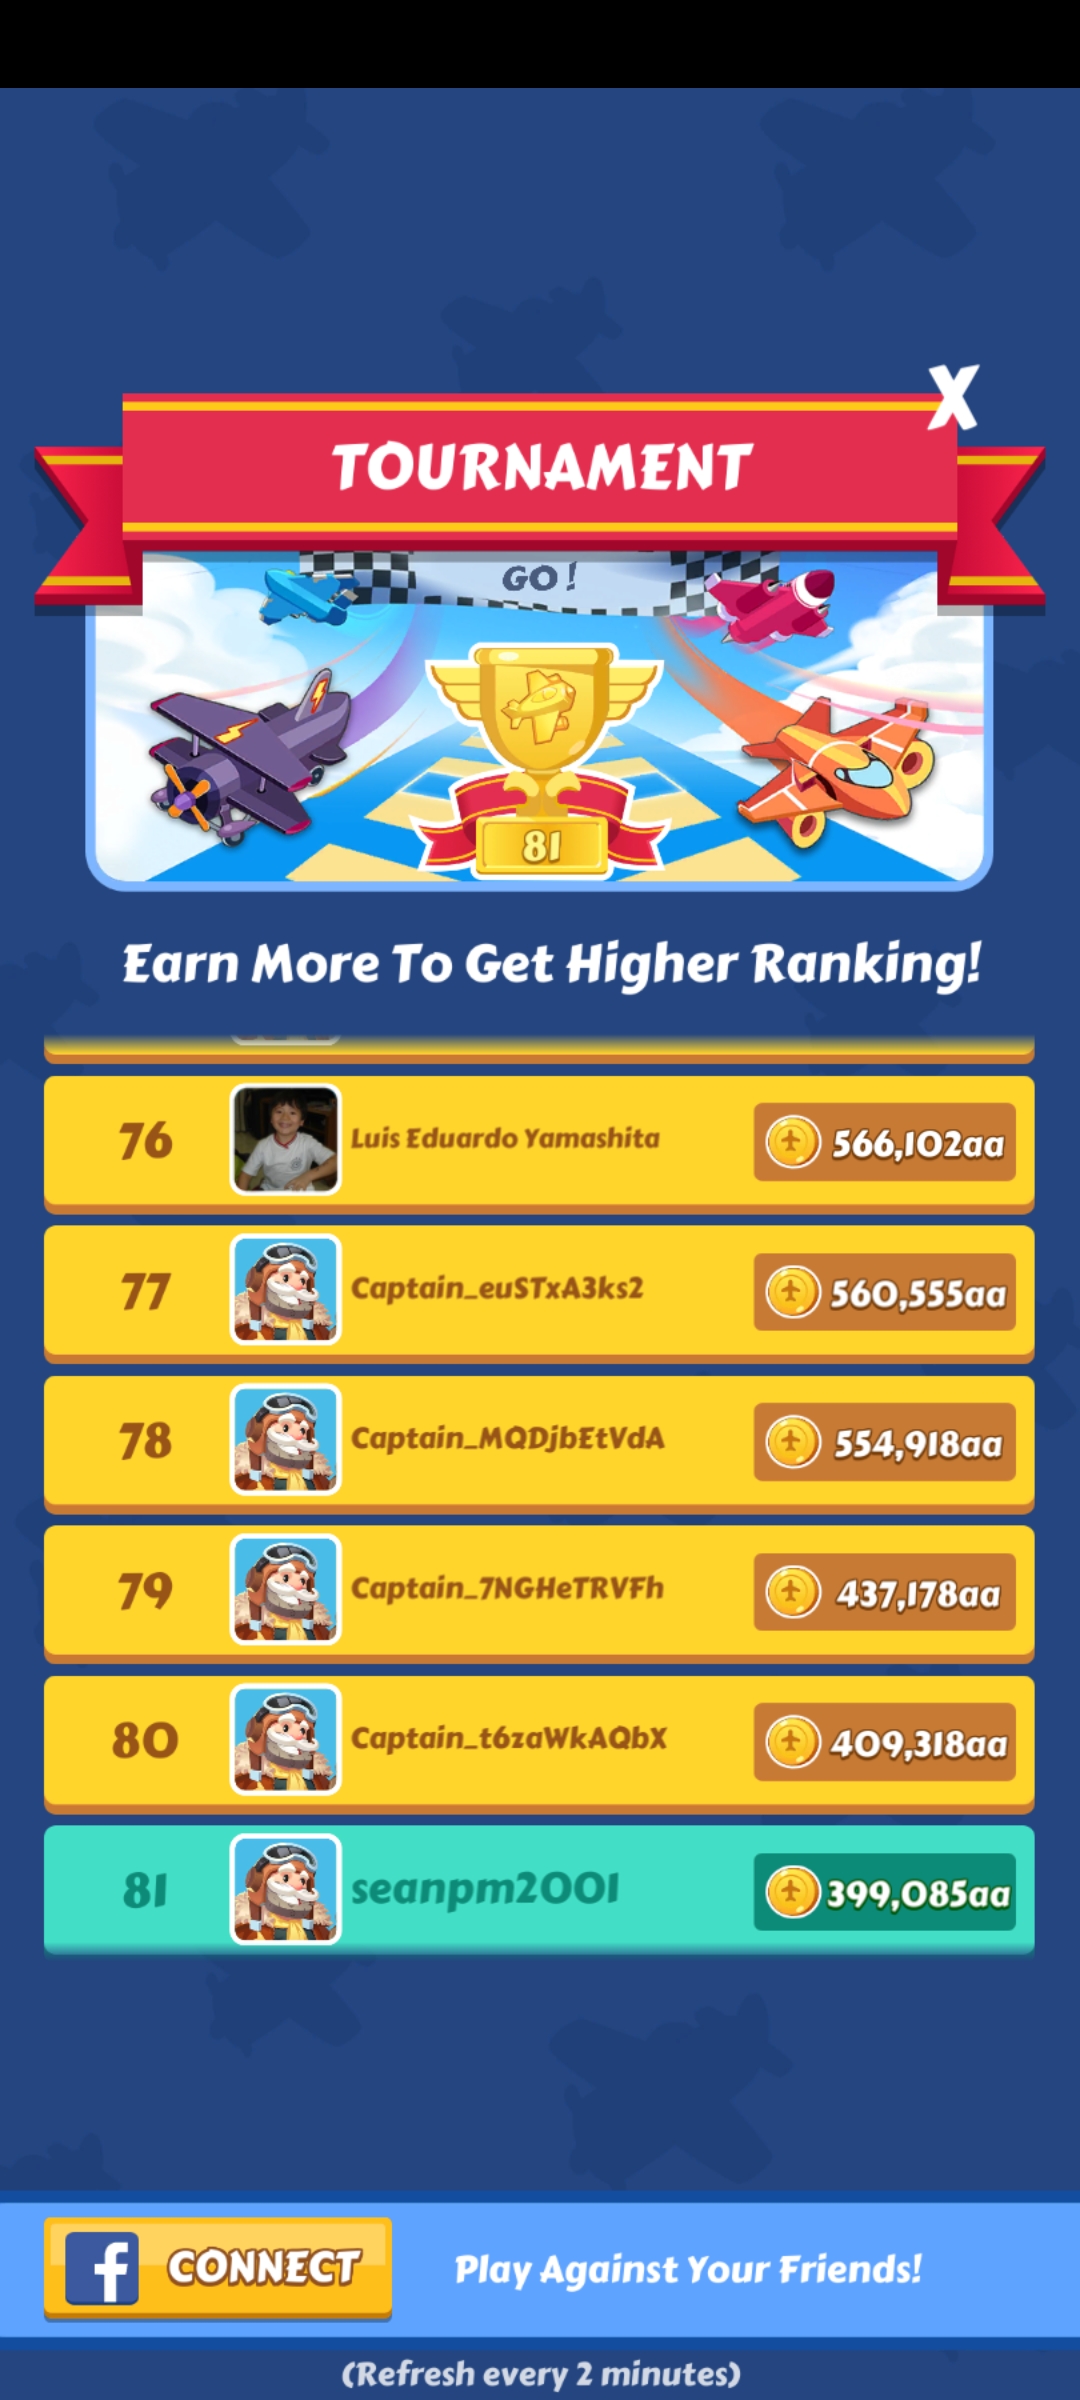 X
TOURNAMENT
GO!
81
Earn More To Get Higher Ranking!
76 Luis Eduardo Yamashita 566,102aa
77 Captain_euSTxA3ks2 560,555aa
78 Captain_MQDjbEtVdA 554,918aa
79 Captain_7NGHeTRVFh 437,178aa
80 Captain_t6zaWkAQbX 409,318aa
81 seanpm2001 399,085aa
f CONNECT Play Against Your Friends!
(Refresh every 2 minutes)